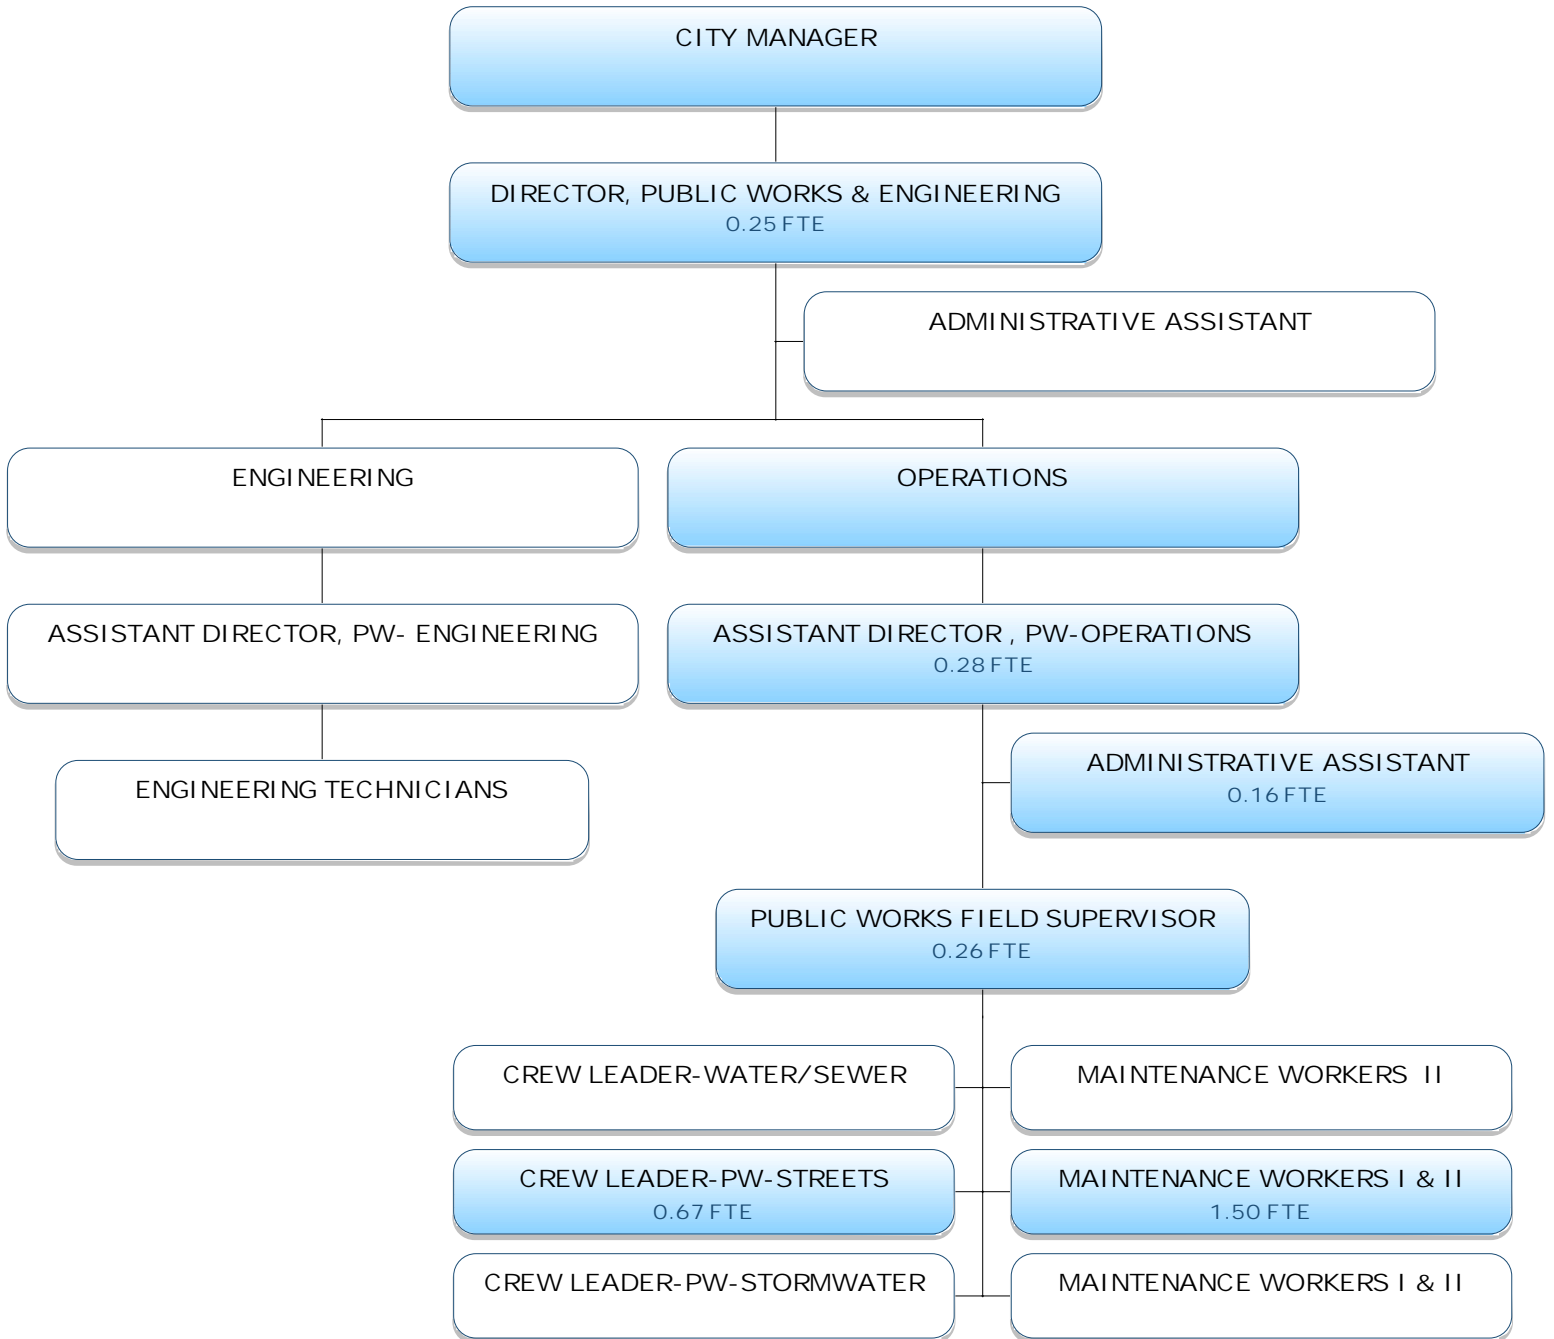 CITY MANAGER
DIRECTOR, PUBLIC WORKS & ENGINEERING
0.25 FTE
ADMINISTRATIVE ASSISTANT
ENGINEERING
OPERATIONS
ASSISTANT DIRECTOR, PW- ENGINEERING
ASSISTANT DIRECTOR , PW-OPERATIONS
0.28 FTE
ADMINISTRATIVE ASSISTANT
0.16 FTE
ENGINEERING TECHNICIANS
PUBLIC WORKS FIELD SUPERVISOR
0.26 FTE
CREW LEADER-WATER/SEWER
MAINTENANCE WORKERS II
CREW LEADER-PW-STREETS
0.67 FTE
MAINTENANCE WORKERS I & II
1.50 FTE
CREW LEADER-PW-STORMWATER
MAINTENANCE WORKERS I & II